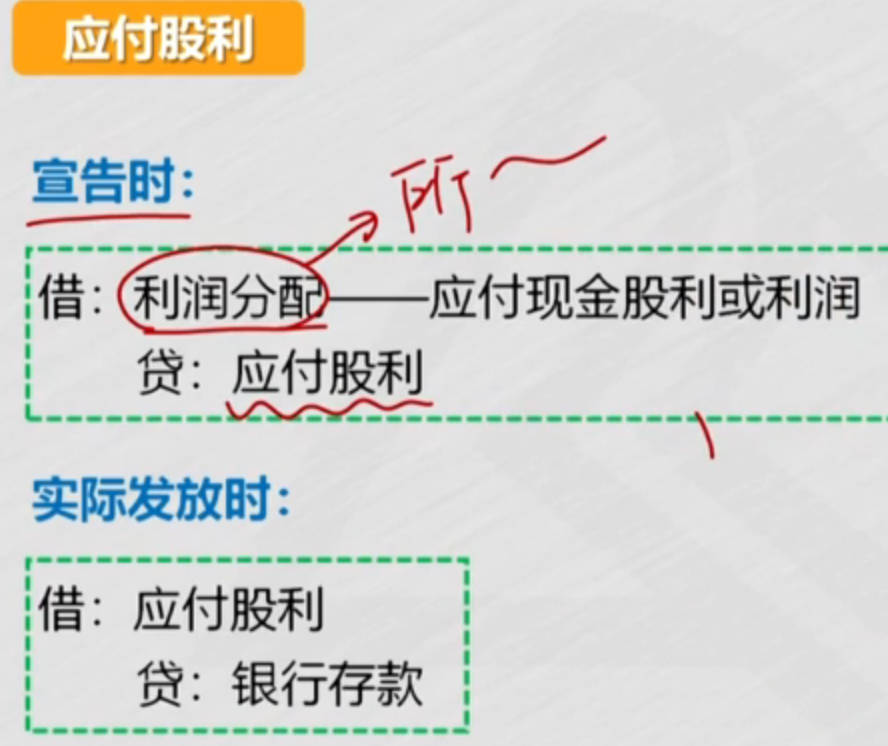 应付股利
宣告时：
所
借：利润分配——应付现金股利或利润
贷：应付股利
实际发放时：
借：应付股利
贷：银行存款